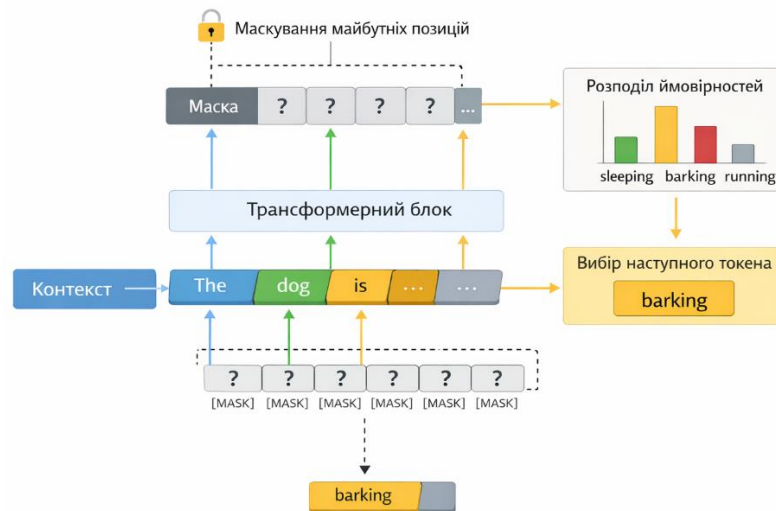 Маскування майбутніх позицій
Маска ? ? ? ? ...
Розподіл ймовірностей
sleeping barking running
Трансформерний блок
Контекст
The dog is ... ...
Вибір наступного токена
barking
? ? ? ? ? ?
[MASK] [MASK] [MASK] [MASK] [MASK] [MASK]
barking